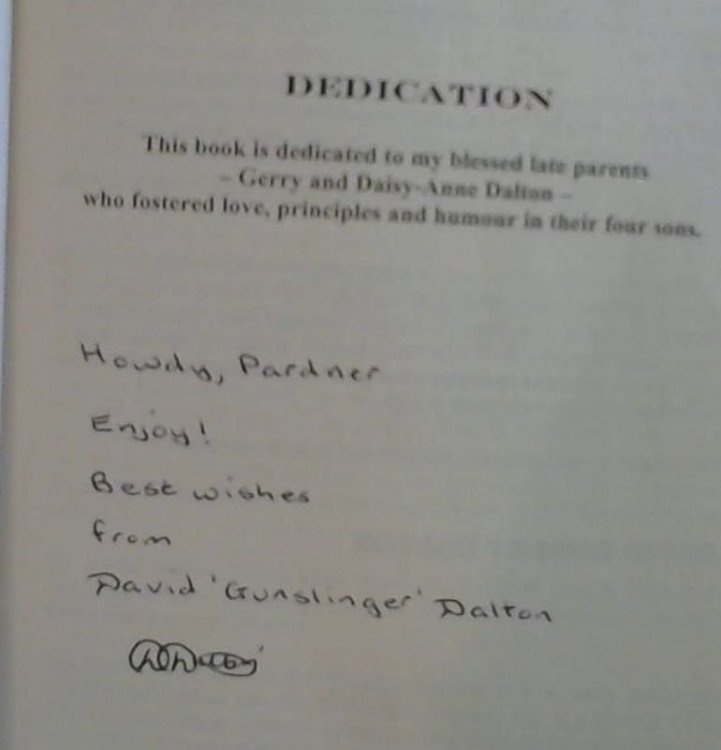 DEDICATION
This book is dedicated to my blessed late parents
– Gerry and Daisy-Anne Dalton –
who fostered love, principles and humour in their four sons.
Howdy, Pardner
Enjoy!
Best wishes
from
David 'Gunslinger' Dalton